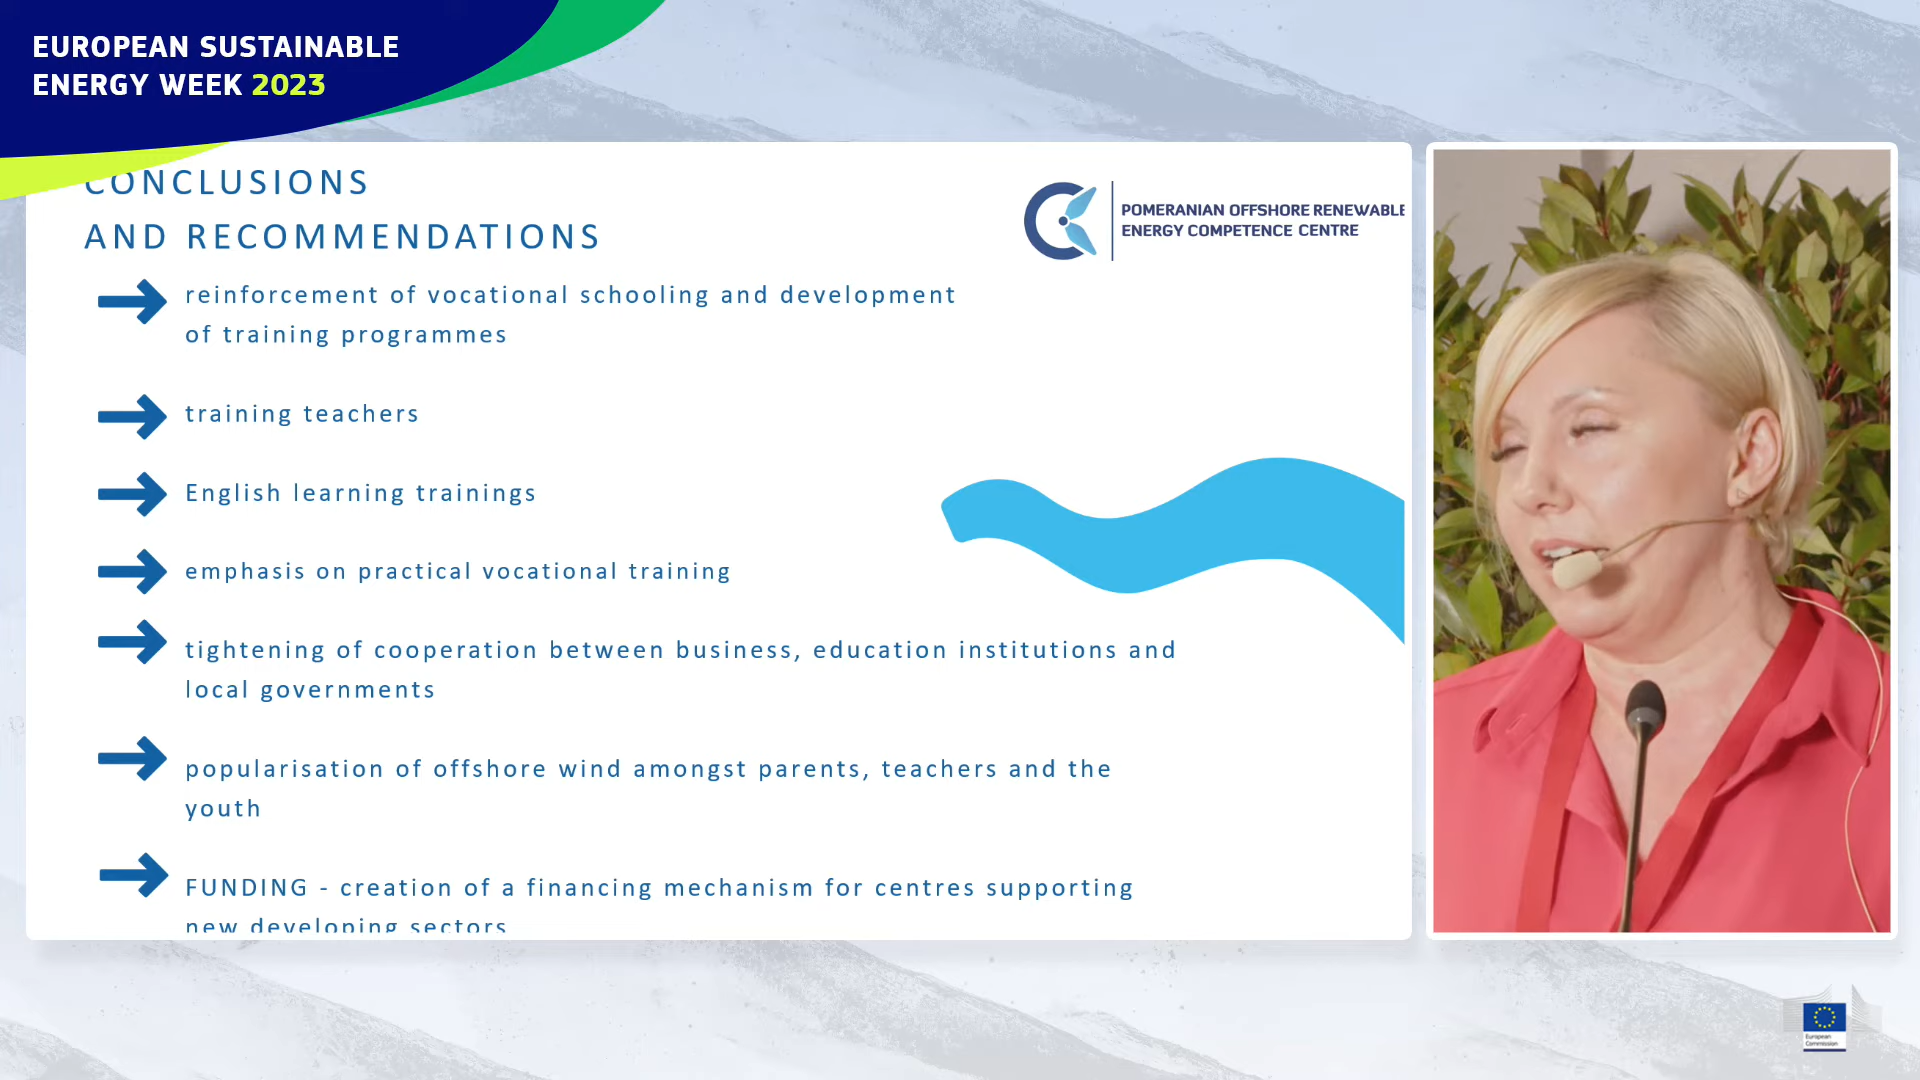 EUROPEAN SUSTAINABLE
ENERGY WEEK 2023
CONCLUSIONS
AND RECOMMENDATIONS
POMERANIAN OFFSHORE RENEWABLE
ENERGY COMPETENCE CENTRE
reinforcement of vocational schooling and development
of training programmes
training teachers
English learning trainings
emphasis on practical vocational training
tightening of cooperation between business, education institutions and
local governments
popularisation of offshore wind amongst parents, teachers and the
youth
FUNDING - creation of a financing mechanism for centres supporting
new developing sectors
European
Commission